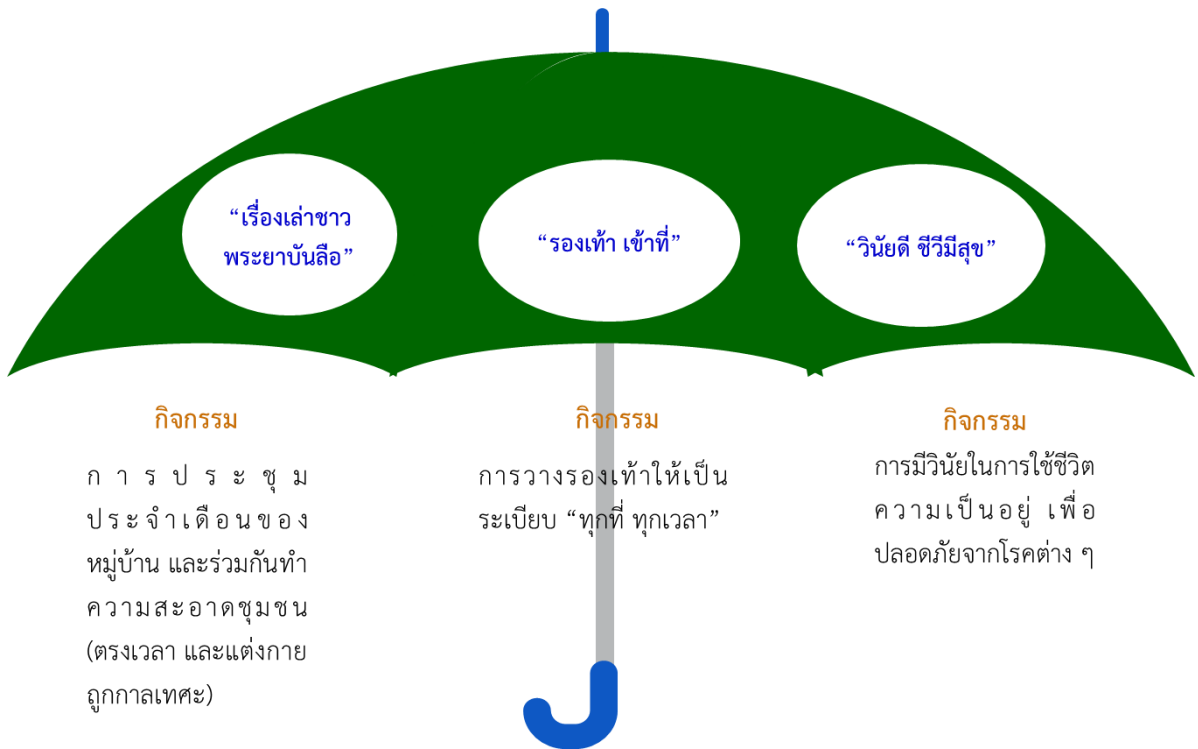 “เรื่องเล่าชาว
พระยาบันลือ”
“รองเท้า เข้าที่”
“วินัยดี ชีวีมีสุข”
กิจกรรม
การประชุม
ประจำเดือนของ
หมู่บ้าน และร่วมกันทำ
ความสะอาดชุมชน
(ตรงเวลา และแต่งกาย
ถูกกาลเทศะ)
กิจกรรม
การวางรองเท้าให้เป็น
ระเบียบ “ทุกที่ ทุกเวลา”
กิจกรรม
การมีวินัยในการใช้ชีวิต
ความเป็นอยู่ เพื่อ
ปลอดภัยจากโรคต่าง ๆ